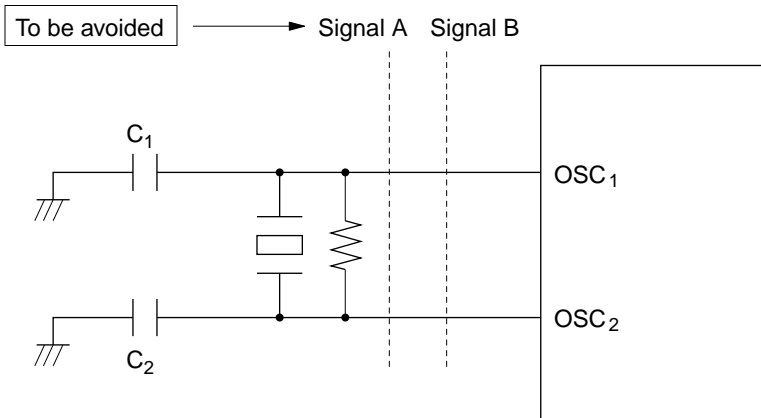 To be avoided Signal A Signal B
C1
OSC1
OSC2
C2